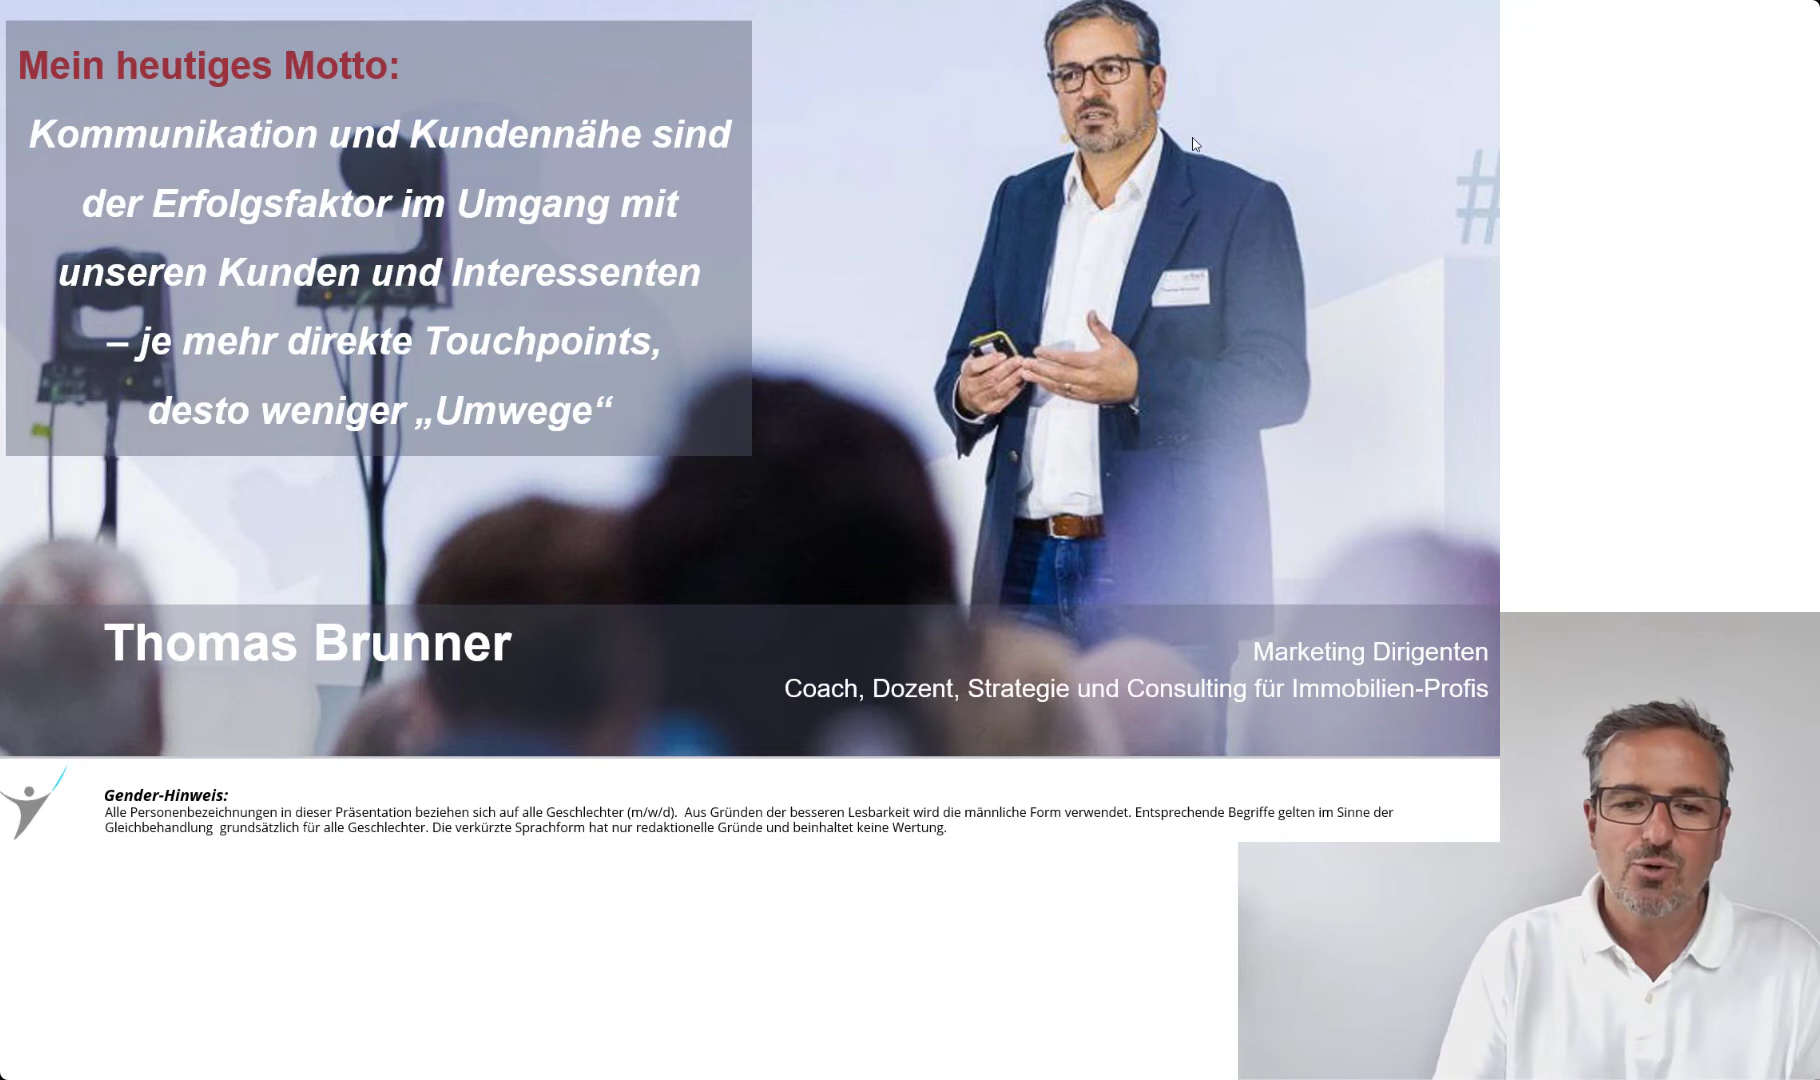 Mein heutiges Motto:
Kommunikation und Kundennähe sind
der Erfolgsfaktor im Umgang mit
unseren Kunden und Interessenten
– je mehr direkte Touchpoints,
desto weniger „Umwege“
#
Thomas Brunner
Marketing Dirigenten
Coach, Dozent, Strategie und Consulting für Immobilien-Profis
Gender-Hinweis:
Alle Personenbezeichnungen in dieser Präsentation beziehen sich auf alle Geschlechter (m/w/d).  Aus Gründen der besseren Lesbarkeit wird die männliche Form verwendet. Entsprechende Begriffe gelten im Sinne der
Gleichbehandlung  grundsätzlich für alle Geschlechter. Die verkürzte Sprachform hat nur redaktionelle Gründe und beinhaltet keine Wertung.